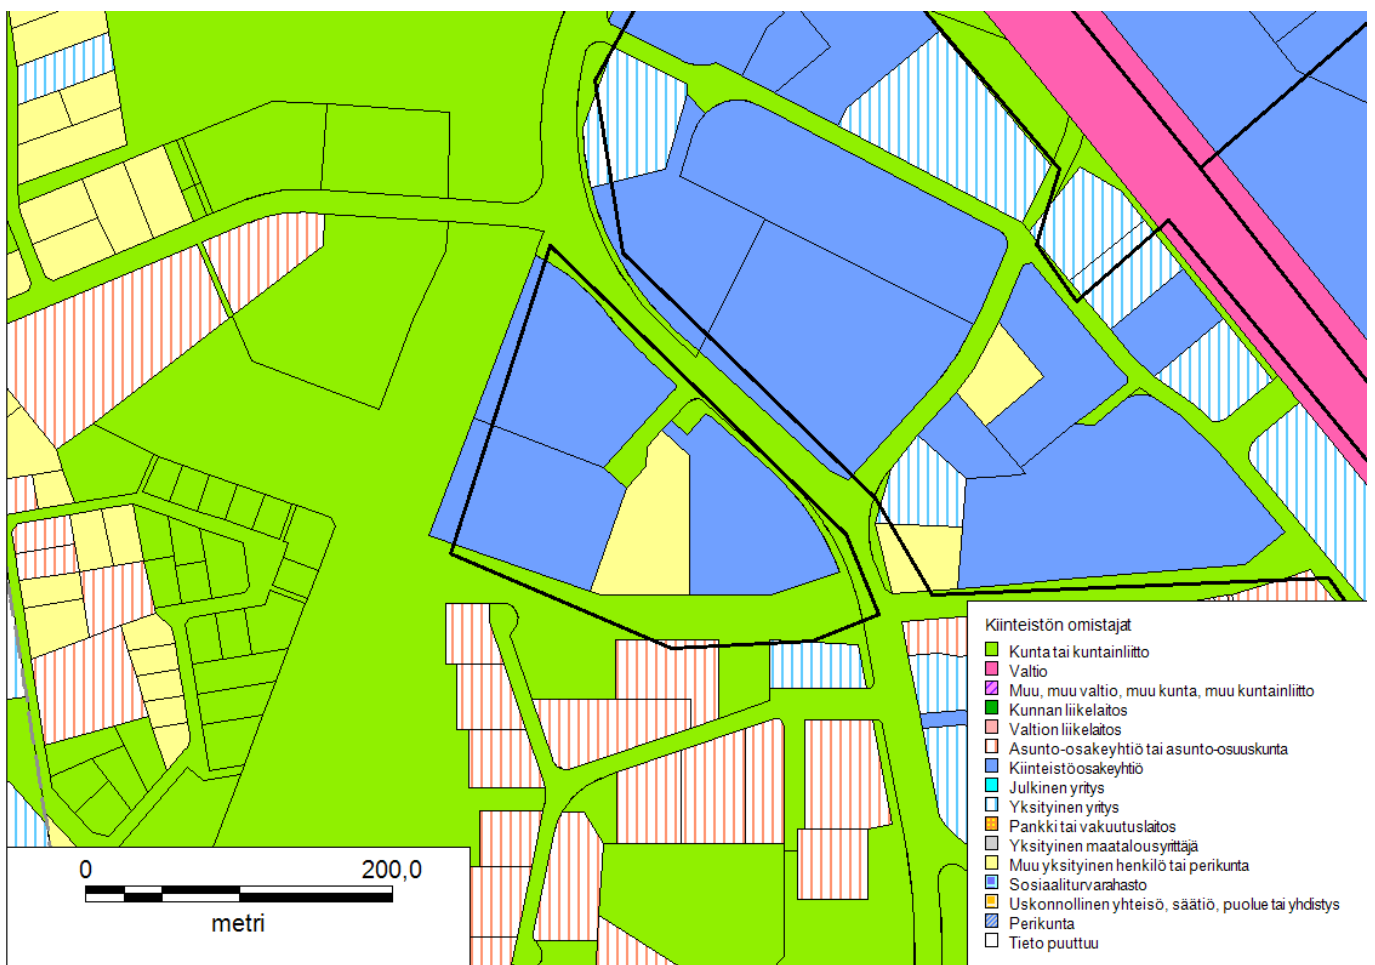 Kiinteistön omistajat
Kunta tai kuntainliitto
Valtio
Muu, muu valtio, muu kunta, muu kuntainliitto
Kunnan liikelaitos
Valtion liikelaitos
Asunto-osakeyhtiö tai asunto-osuuskunta
Kiinteistöosakeyhtiö
Julkinen yritys
Yksityinen yritys
Pankki tai vakuutuslaitos
Yksityinen maatalousyrittäjä
Muu yksityinen henkilö tai perikunta
Sosiaaliturvarahasto
Uskonnollinen yhteisö, säätiö, puolue tai yhdistys
Perikunta
Tieto puuttuu
0 200,0
metri